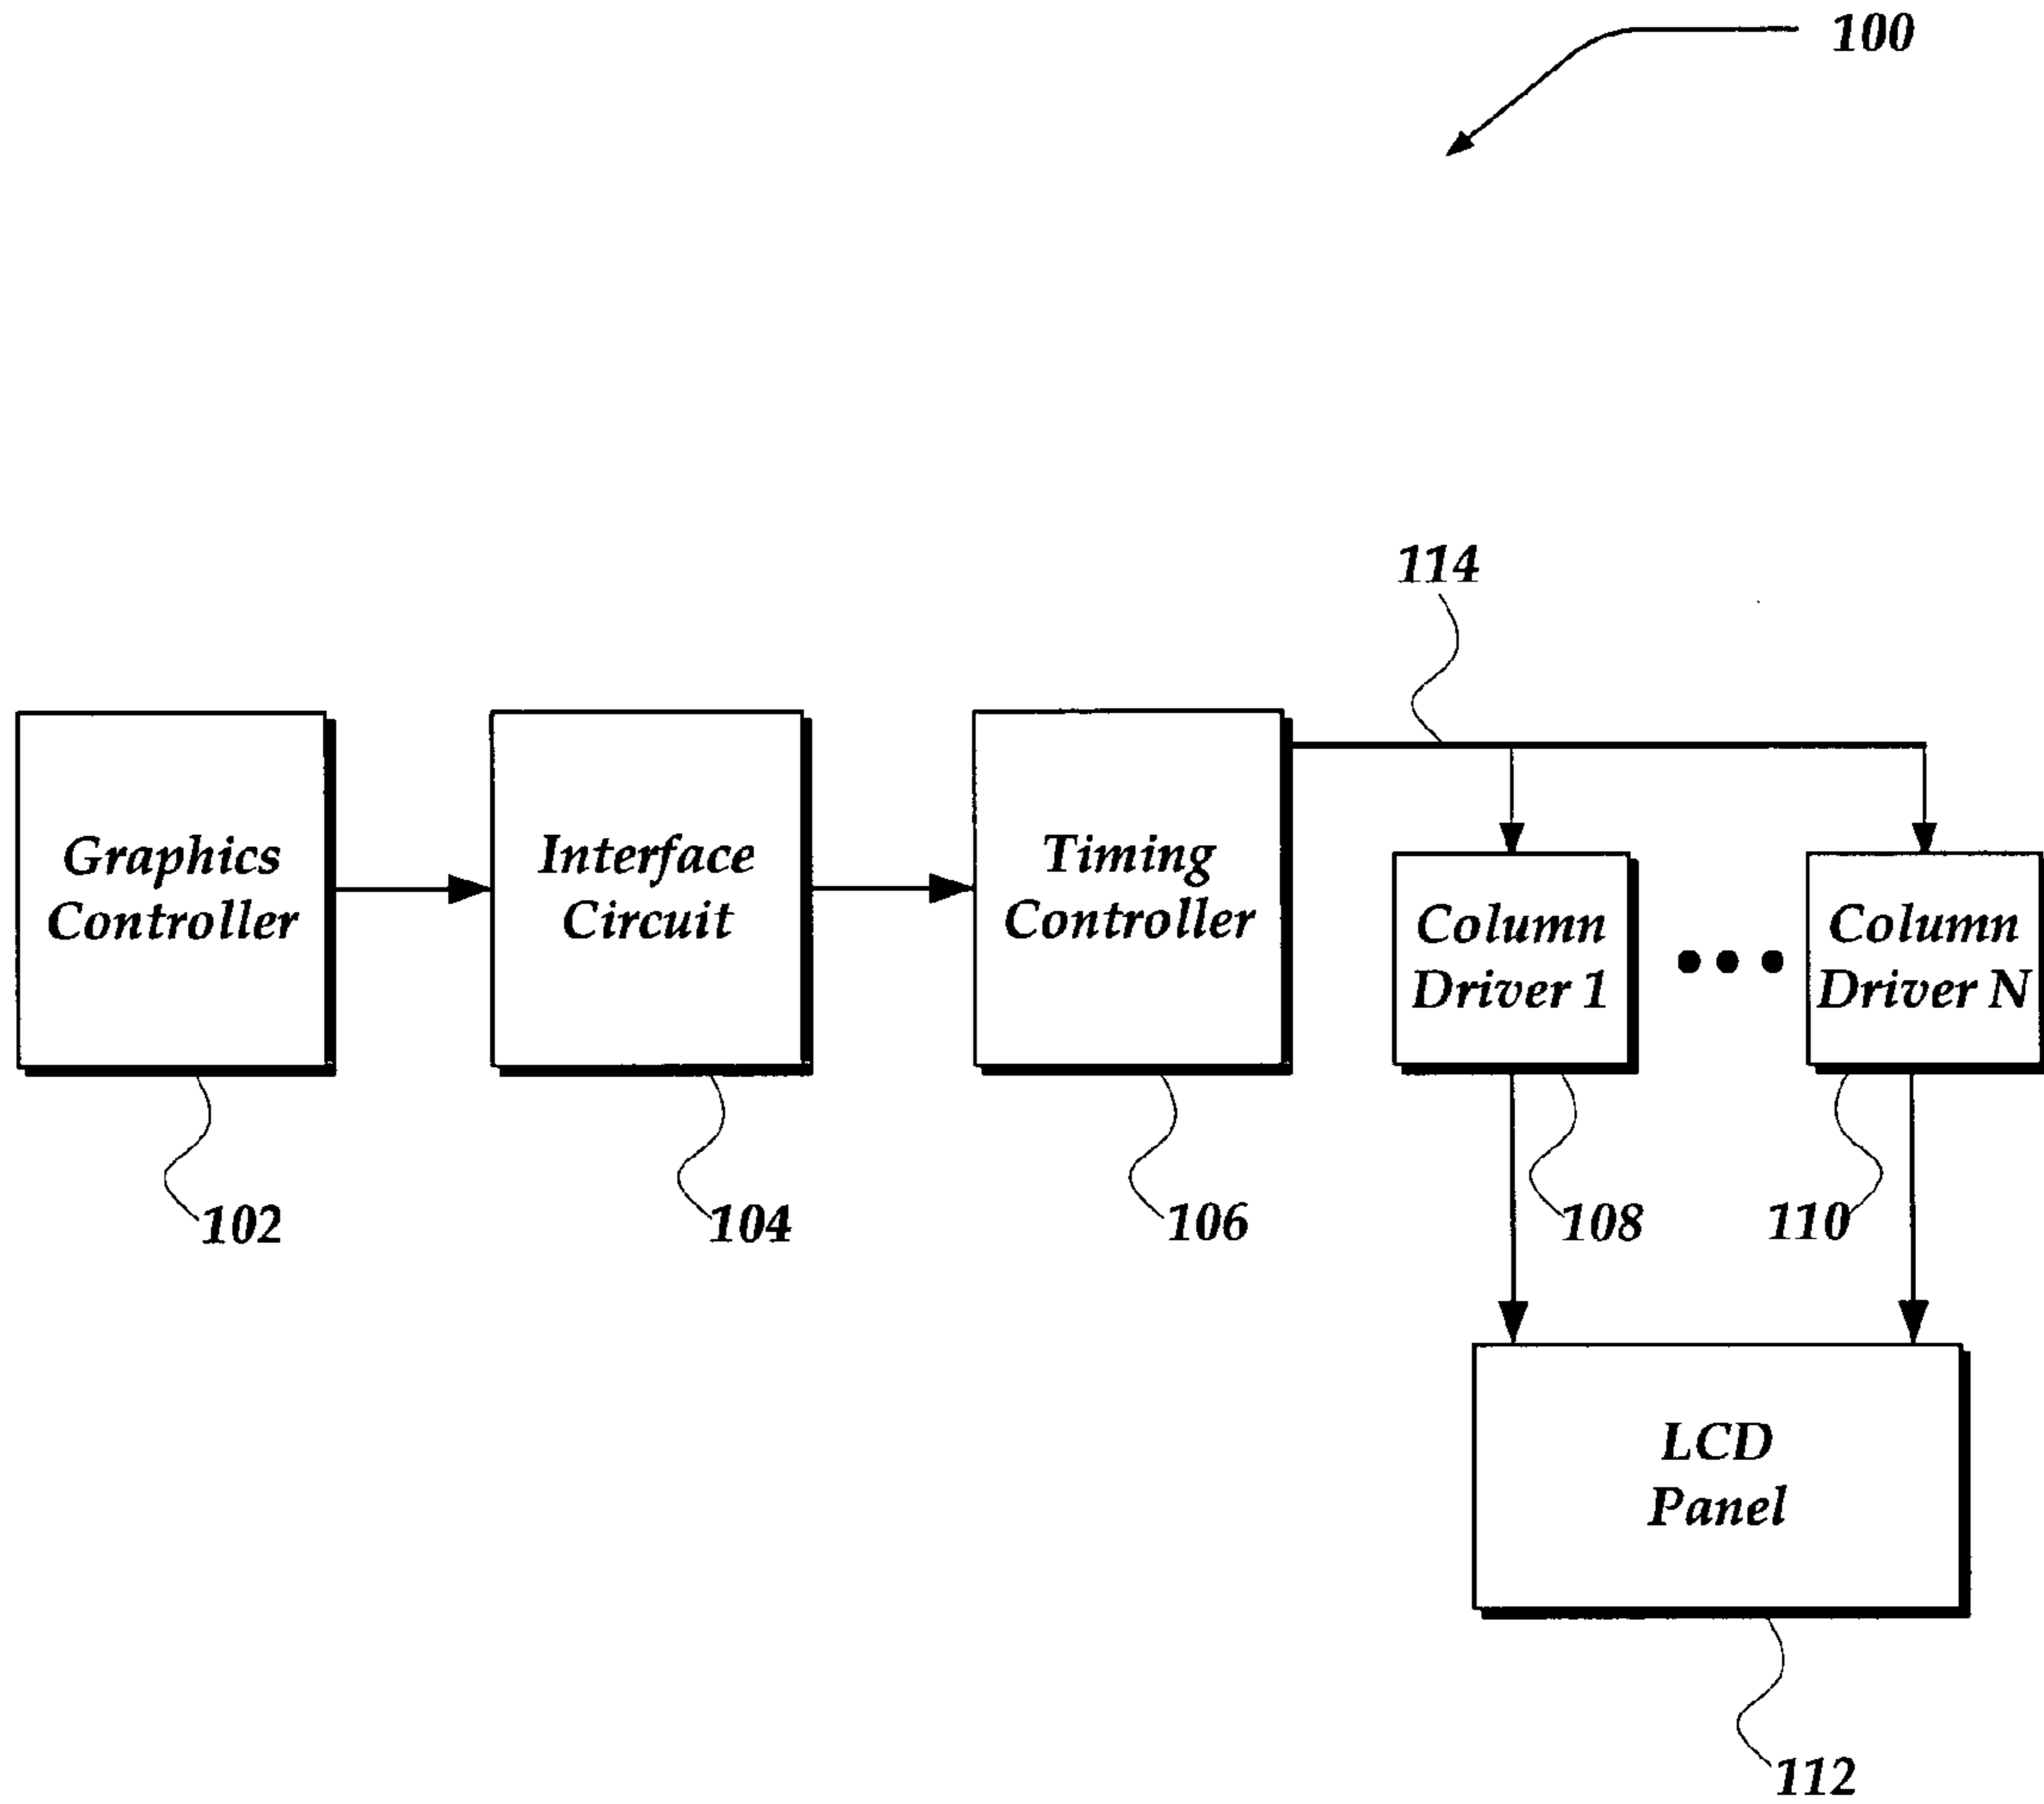 100
114
Graphics
Controller
Interface
Circuit
Timing
Controller
Column
Driver 1
Column
Driver N
102
104
106
108
110
LCD
Panel
112